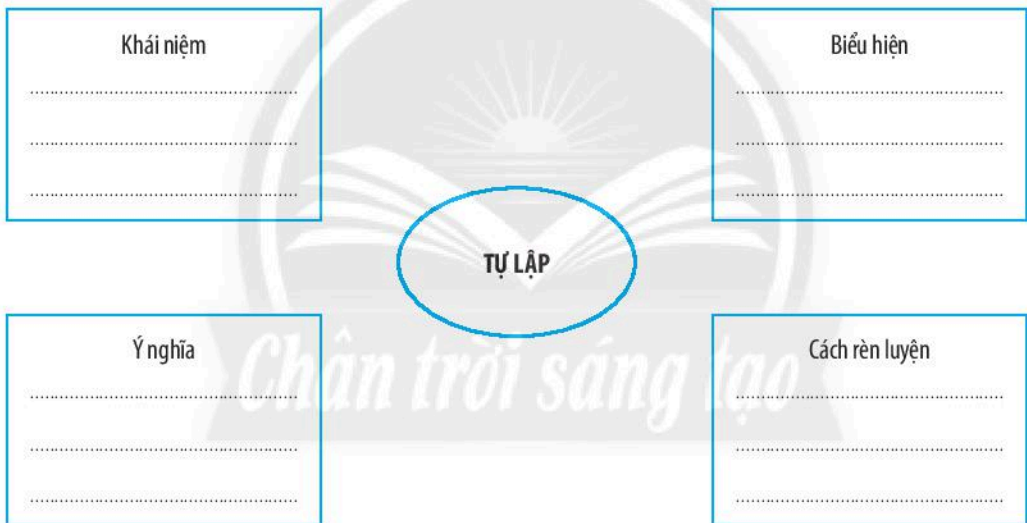 Khái niệm
Biểu hiện
TỰ LẬP
Ý nghĩa
Cách rèn luyện
Chân trời sáng tạo